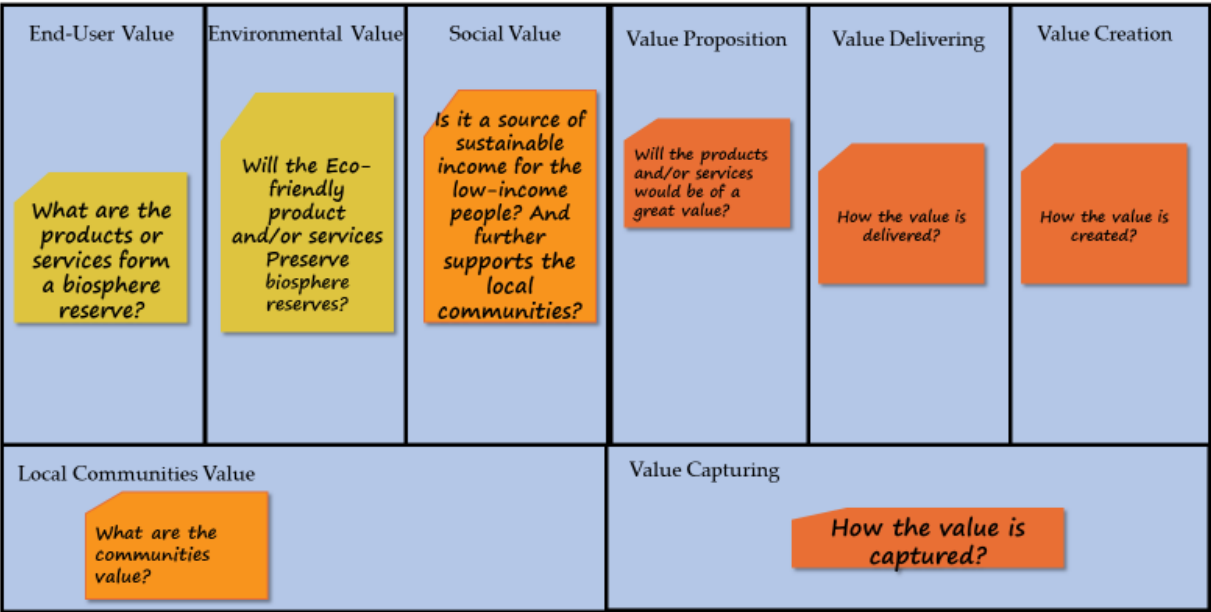 End-User Value
What are the
products or
services form
a biosphere
reserve?
Environmental Value
Will the Eco-
friendly
product
and/or services
Preserve
biosphere
reserves?
Social Value
Is it a source of
sustainable
income for the
low-income
people? And
further
supports the
local
communities?
Value Proposition
Will the products
and/or services
would be of a
great value?
Value Delivering
How the value is
delivered?
Value Creation
How the value is
created?
Local Communities Value
What are the
communities
value?
Value Capturing
How the value is
captured?